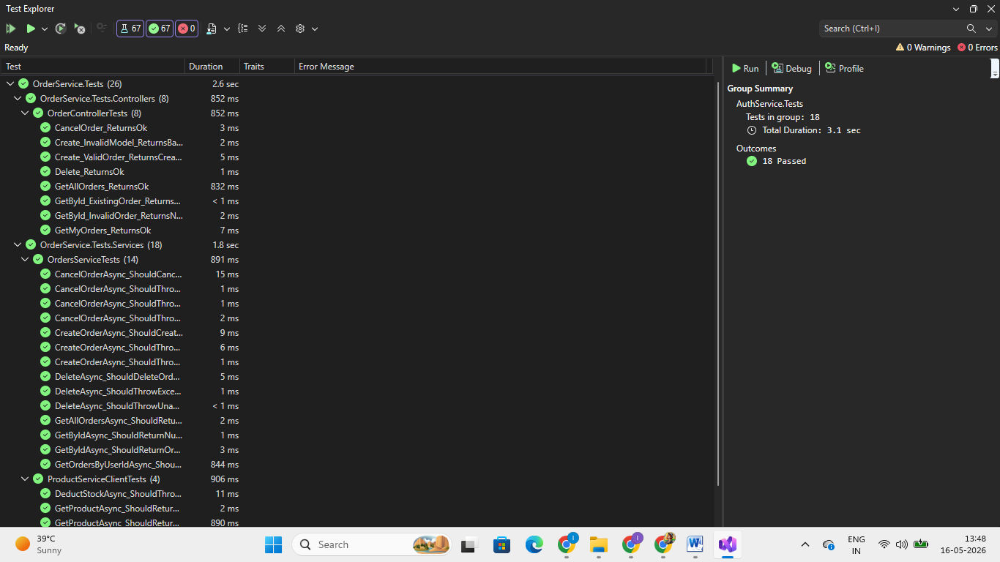 Test Explorer
67 67 0
Search (Ctrl+I)
Ready
0 Warnings 0 Errors
Test Duration Traits Error Message
OrderService.Tests (26) 2.6 sec
OrderService.Tests.Controllers (8) 852 ms
OrderControllerTests (8) 852 ms
CancelOrder_ReturnsOk 3 ms
Create_InvalidModel_ReturnsBa... 2 ms
Create_ValidOrder_ReturnsCrea... 5 ms
Delete_ReturnsOk 1 ms
GetAllOrders_ReturnsOk 832 ms
GetById_ExistingOrder_Returns... < 1 ms
GetById_InvalidOrder_ReturnsN... 2 ms
GetMyOrders_ReturnsOk 7 ms
OrderService.Tests.Services (18) 1.8 sec
OrdersServiceTests (14) 891 ms
CancelOrderAsync_ShouldCanc... 15 ms
CancelOrderAsync_ShouldThro... 1 ms
CancelOrderAsync_ShouldThro... 1 ms
CancelOrderAsync_ShouldThro... 2 ms
CreateOrderAsync_ShouldCreat... 9 ms
CreateOrderAsync_ShouldThro... 6 ms
CreateOrderAsync_ShouldThro... 1 ms
DeleteAsync_ShouldDeleteOrd... 5 ms
DeleteAsync_ShouldThrowExce... 1 ms
DeleteAsync_ShouldThrowUna... < 1 ms
GetAllOrdersAsync_ShouldRetu... 2 ms
GetByIdAsync_ShouldReturnNu... 1 ms
GetByIdAsync_ShouldReturnOr... 3 ms
GetOrdersByUserIdAsync_Shou... 844 ms
ProductServiceClientTests (4) 906 ms
DeductStockAsync_ShouldThro... 11 ms
GetProductAsync_ShouldRetur... 2 ms
GetProductAsync_ShouldRetur... 890 ms
Run Debug Profile
Group Summary
AuthService.Tests
Tests in group: 18
Total Duration: 3.1 sec
Outcomes
18 Passed
39°C
Sunny
Search
ENG
IN
13:48
16-05-2026